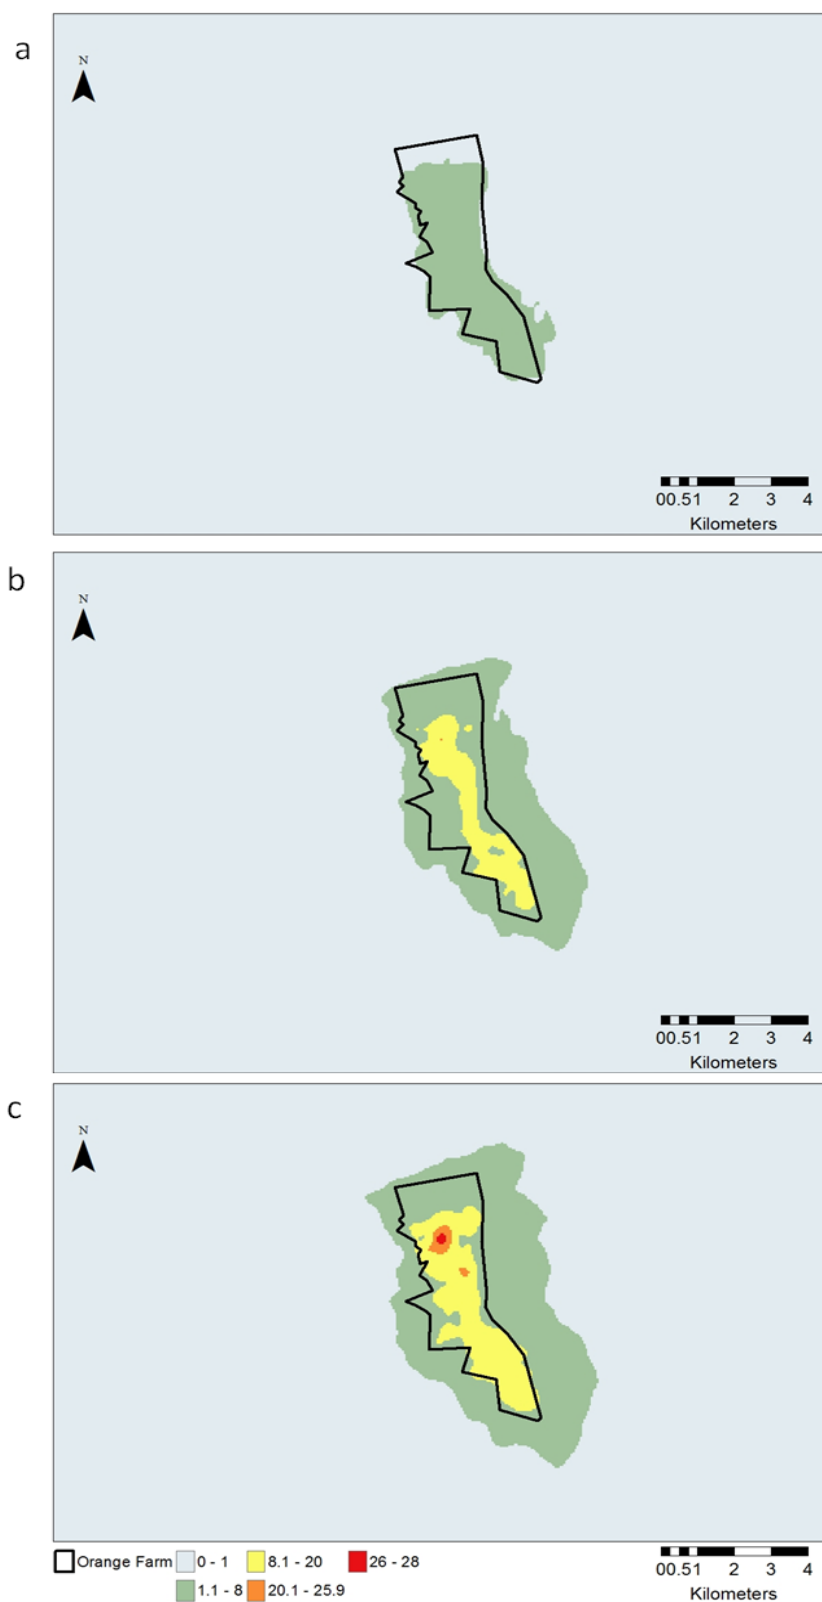 a
N
00.51 2 3 4
Kilometers
b
N
00.51 2 3 4
Kilometers
c
N
Orange Farm 0 - 1 8.1 - 20 26 - 28
1.1 - 8 20.1 - 25.9
00.51 2 3 4
Kilometers